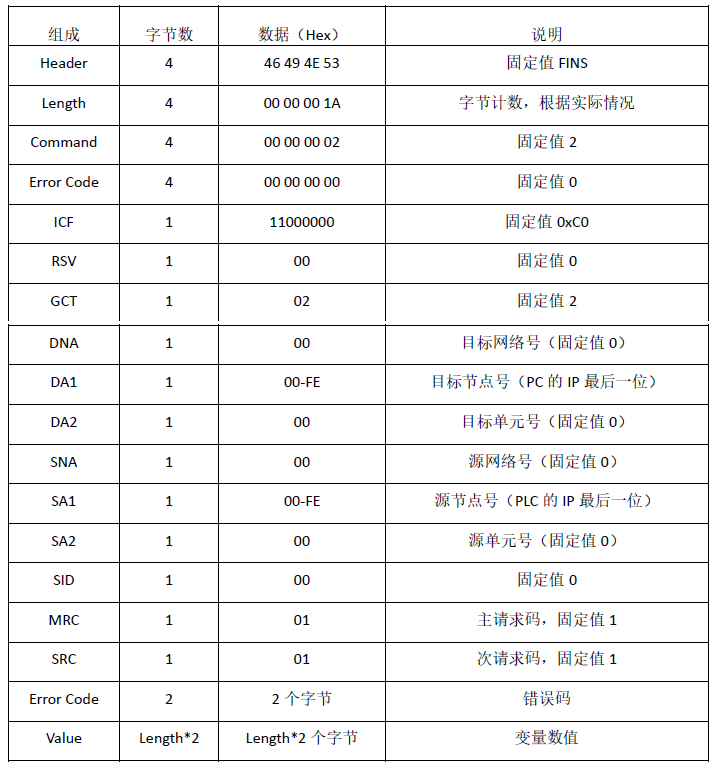 组成 字节数 数据（Hex） 说明
Header 4 46 49 4E 53 固定值 FINS
Length 4 00 00 00 1A 字节计数，根据实际情况
Command 4 00 00 00 02 固定值 2
Error Code 4 00 00 00 00 固定值 0
ICF 1 11000000 固定值 0xC0
RSV 1 00 固定值 0
GCT 1 02 固定值 2
DNA 1 00 目标网络号（固定值 0）
DA1 1 00-FE 目标节点号（PC 的 IP 最后一位）
DA2 1 00 目标单元号（固定值 0）
SNA 1 00 源网络号（固定值 0）
SA1 1 00-FE 源节点号（PLC 的 IP 最后一位）
SA2 1 00 源单元号（固定值 0）
SID 1 00 固定值 0
MRC 1 01 主请求码，固定值 1
SRC 1 01 次请求码，固定值 1
Error Code 2 2 个字节 错误码
Value Length*2 Length*2 个字节 变量数值